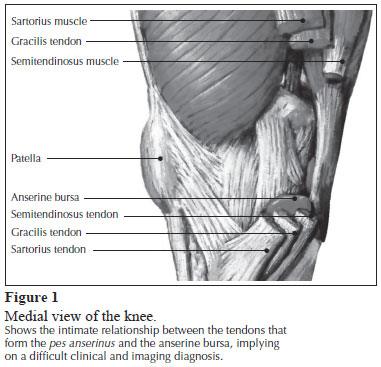 Sartorius muscle
Gracilis tendon
Semitendinosus muscle
Patella
Anserine bursa
Semitendinosus tendon
Gracilis tendon
Sartorius tendon
Figure 1
Medial view of the knee.
Shows the intimate relationship between the tendons that
form the pes anserinus and the anserine bursa, implying
on a difficult clinical and imaging diagnosis.